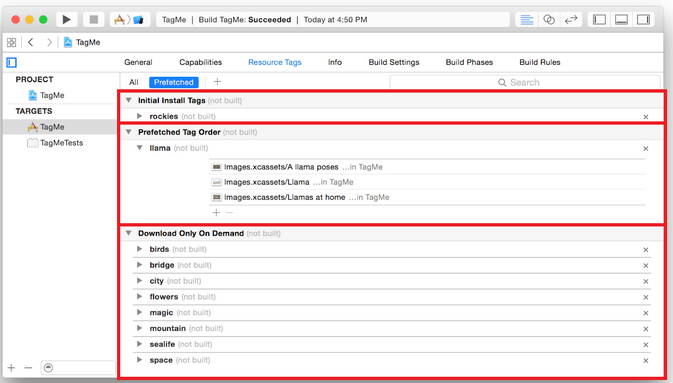 TagMe | Build TagMe: Succeeded | Today at 4:50 PM
TagMe
General Capabilities Resource Tags Info Build Settings Build Phases Build Rules
PROJECT
TagMe
TARGETS
TagMe
TagMeTests
All Prefetched + Search
Initial Install Tags (not built)
rockies (not built)
Prefetched Tag Order (not built)
llama (not built)
Images.xcassets/A llama poses ...in TagMe
Images.xcassets/Llama ...in TagMe
Images.xcassets/Llamas at home ...in TagMe
Download Only On Demand (not built)
birds (not built)
bridge (not built)
city (not built)
flowers (not built)
magic (not built)
mountain (not built)
sealife (not built)
space (not built)